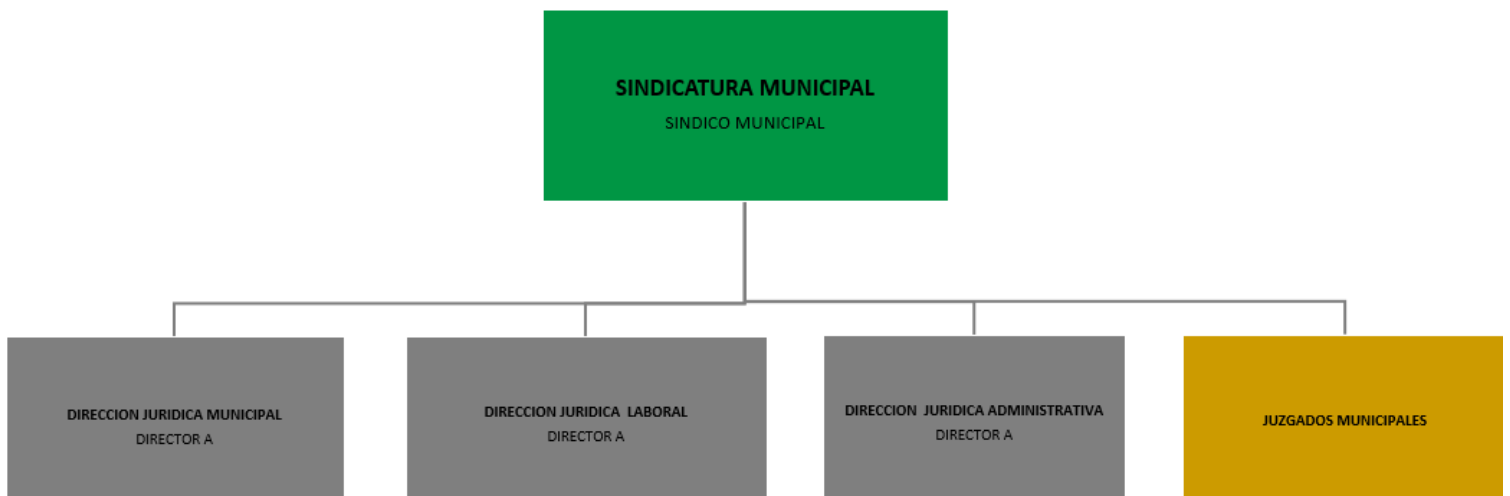 SINDICATURA MUNICIPAL
SINDICO MUNICIPAL
DIRECCION JURIDICA MUNICIPAL
DIRECTOR A
DIRECCION JURIDICA LABORAL
DIRECTOR A
DIRECCION JURIDICA ADMINISTRATIVA
DIRECTOR A
JUZGADOS MUNICIPALES